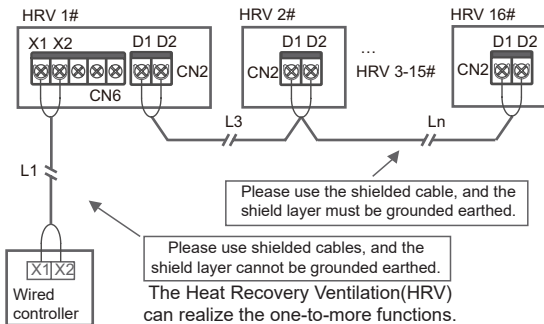 HRV 1# HRV 2# HRV 16#
X1 X2 D1 D2 D1 D2 ... D1 D2
CN2 CN2 HRV 3-15# CN2
CN6
L3 Ln
L1
Please use the shielded cable, and the
shield layer must be grounded earthed.
Please use shielded cables, and the
shield layer cannot be grounded earthed.
X1 X2
Wired
controller
The Heat Recovery Ventilation(HRV)
can realize the one-to-more functions.